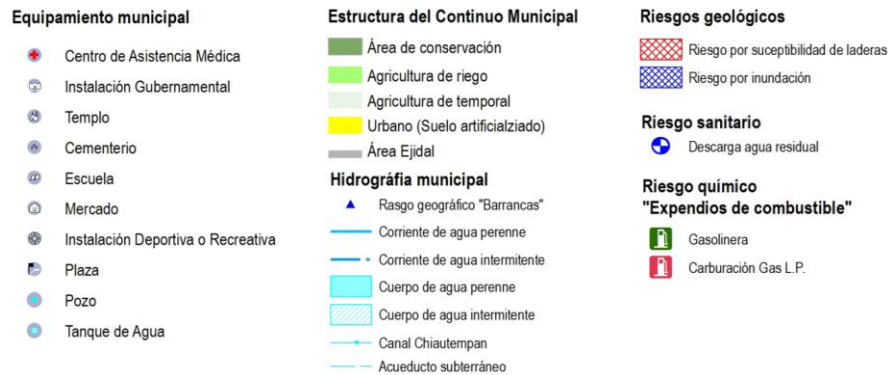 Equipamiento municipal
Centro de Asistencia Médica
Instalación Gubernamental
Templo
Cementerio
Escuela
Mercado
Instalación Deportiva o Recreativa
Plaza
Pozo
Tanque de Agua
Estructura del Continuo Municipal
Área de conservación
Agricultura de riego
Agricultura de temporal
Urbano (Suelo artificialziado)
Área Ejidal
Hidrográfia municipal
Rasgo geográfico "Barrancas"
Corriente de agua perenne
Corriente de agua intermitente
Cuerpo de agua perenne
Cuerpo de agua intermitente
Canal Chiautempan
Acueducto subterráneo
Riesgos geológicos
Riesgo por suceptibilidad de laderas
Riesgo por inundación
Riesgo sanitario
Descarga agua residual
Riesgo químico
"Expendios de combustible"
Gasolinera
Carburación Gas L.P.